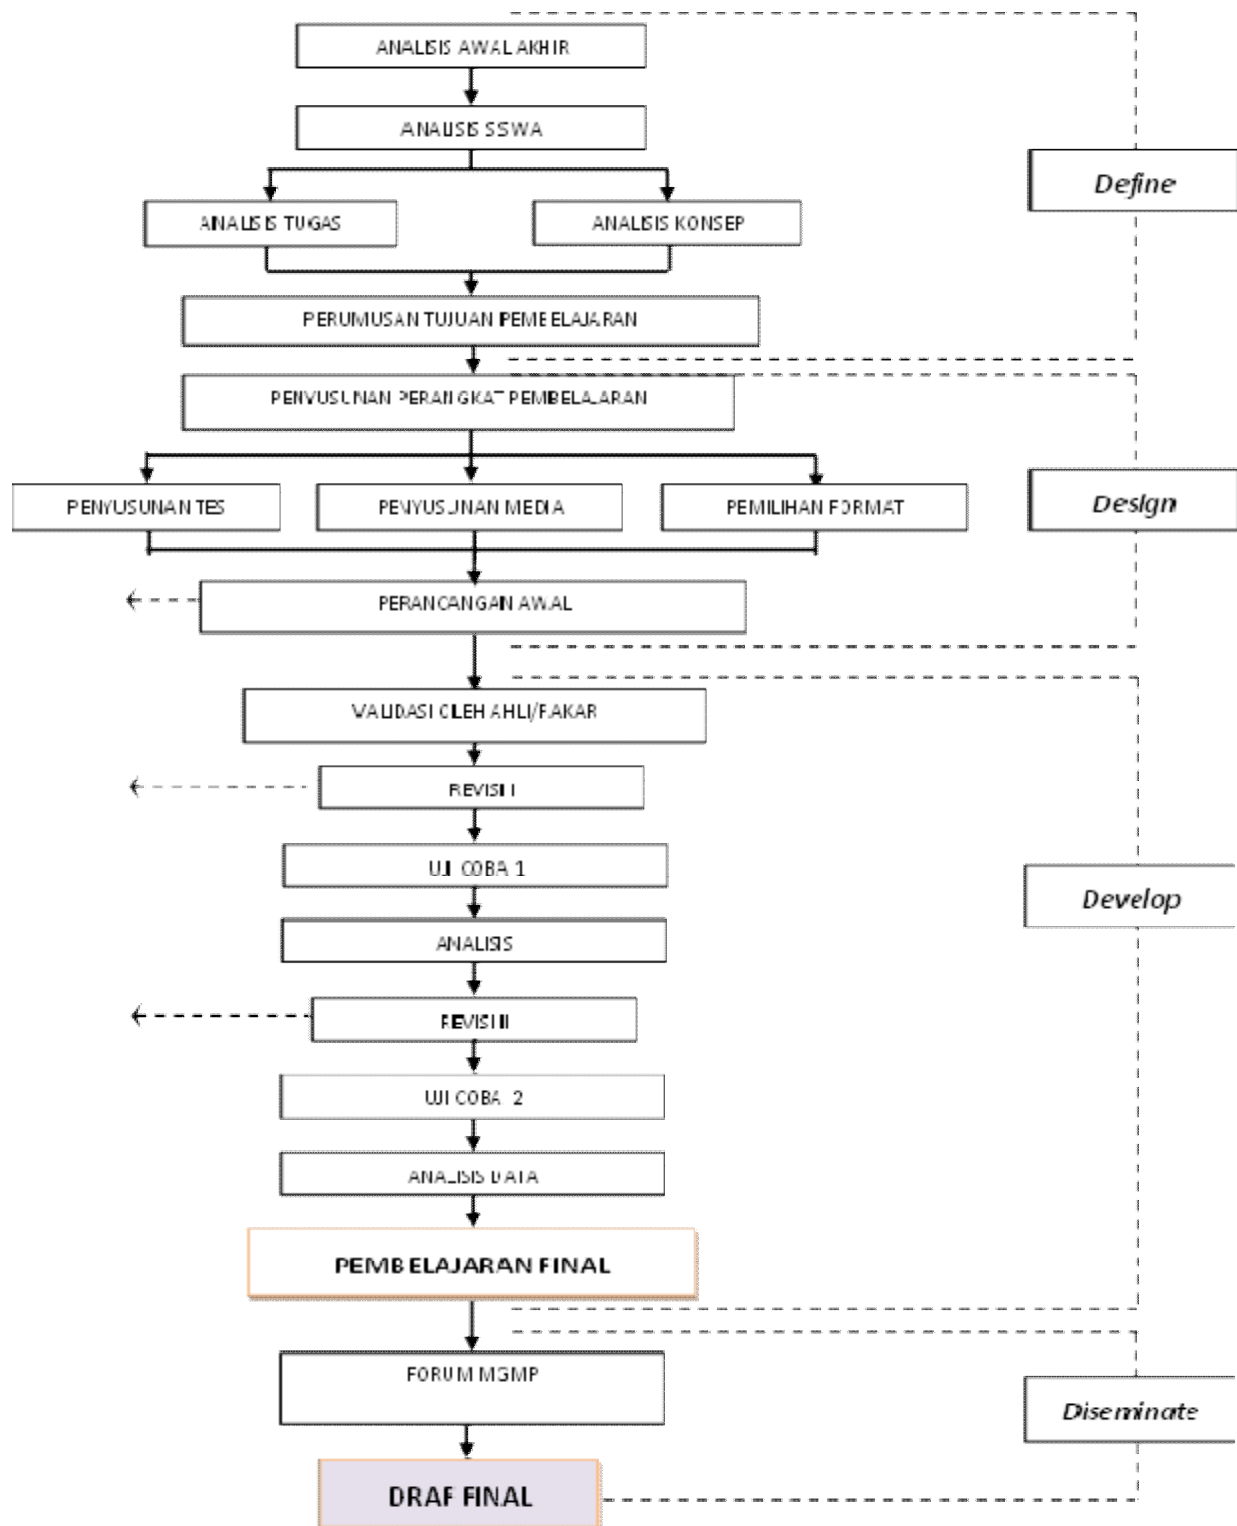 ANALISIS AWAL AKHIR
ANALISIS SISWA
Define
ANALISIS TUGAS
ANALISIS KONSEP
PERUMUSAN TUJUAN PEMBELAJARAN
PENYUSUNAN PERANGKAT PEMBELAJARAN
PENYUSUNAN TES
PENYUSUNAN MEDIA
PEMILIHAN FORMAT
Design
PERANCANGAN AWAL
VALIDASI OLEH AHLI/PAKAR
REVISI I
UJI COBA 1
Develop
ANALISIS
REVISI II
UJI COBA 2
ANALISIS DATA
PEMBELAJARAN FINAL
FORUM MGMP
Diseminate
DRAF FINAL